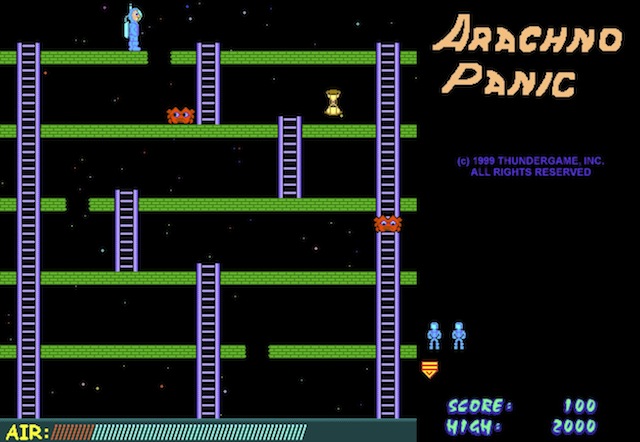 ARACHNO
PANIC
(c) 1999 THUNDERGAME, INC.
ALL RIGHTS RESERVED
SCORE: 100
HIGH: 2000
AIR: